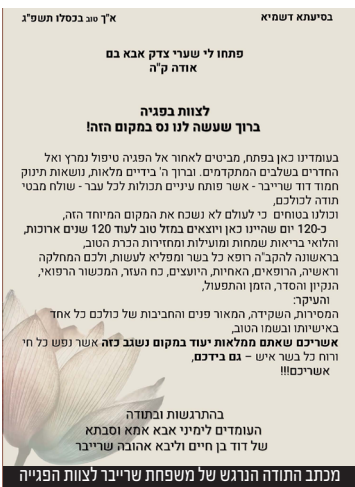 בסיעתא דשמיא
א"ך טוב בכסלו תשפ"ג
פתחו לי שערי צדק אבא בם
אודה ק"ה
לצוות בפגיה
ברוך שעשה לנו נס במקום הזה!
בעומדינו כאן בפתח, מביטים לאחור אל הפגיה טיפול נמרץ ואל
החדרים בשלבים המתקדמים. וברוך ה' בידיים מלאות, נושאות תינוק
חמוד דוד שרייבר - אשר פותח עיניים תכולות לכל עבר - שולח מבטי
תודה לכולכם,
וכולנו בטוחים כי לעולם לא נשכח את המקום המיוחד הזה,
כ-120 יום שהיינו כאן ויוצאים במזל טוב לעוד 120 שנים ארוכות,
והלואי בריאות שמחות ומועילות ומחזירות הכרת הטוב,
בראשונה להקב"ה רופא כל בשר ומפליא לעשות, ולכם המחלקה
וראשיה, הרופאים, האחיות, היועצים, כח העזר, המכשור הרפואי,
הנקיון והסדר, הזמן והתפעול,
והעיקר:
המסירות, השקידה, המאור פנים והחביבות של כולכם כל אחד
באישיותו ובשמו הטוב,
אשריכם שאתם ממלאות יעוד במקום נשגב כזה אשר נפש כל חי
ורוח כל בשר איש – גם בידכם,
אשריכם!!!
בהתרגשות ובתודה
העומדים לימיני אבא אמא וסבתא
של דוד בן חיים וליבא אהובה שרייבר
מכתב התודה הנרגש של משפחת שרייבר לצוות הפגייה